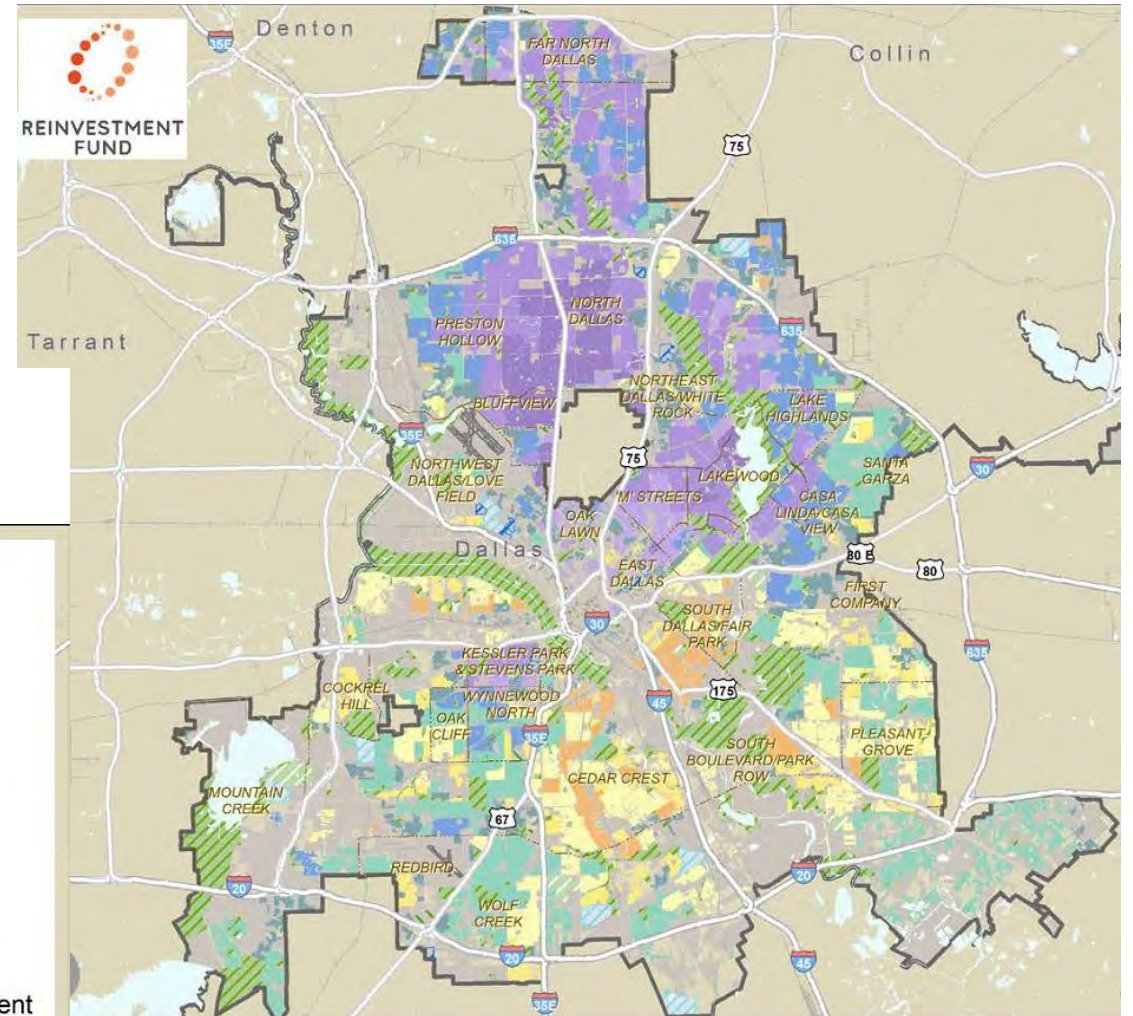 REINVESTMENT
FUND
Denton
Collin
Tarrant
35E
FAR NORTH
DALLAS
75
635
PRESTON
HOLLOW
NORTH
DALLAS
635
BLUFFVIEW
NORTHEAST
DALLAS/WHITE
ROCK
LAKE
HIGHLANDS
35E
75
NORTHWEST
DALLAS/LOVE
FIELD
LAKEWOOD
SANTA
GARZA
30
'M' STREETS
CASA
LINDA/CASA
VIEW
OAK
LAWN
Dallas
80 E
80
EAST
DALLAS
FIRST
COMPANY
SOUTH
DALLAS/FAIR
PARK
30
635
KESSLER PARK
& STEVENS PARK
COCKREL
HILL
WYNNEWOOD
NORTH
175
45
OAK
CLIFF
35E
SOUTH
BOULEVARD/PARK
ROW
PLEASANT
GROVE
CEDAR CREST
MOUNTAIN
CREEK
67
REDBIRD
20
20
WOLF
CREEK
20
45
35E
ent